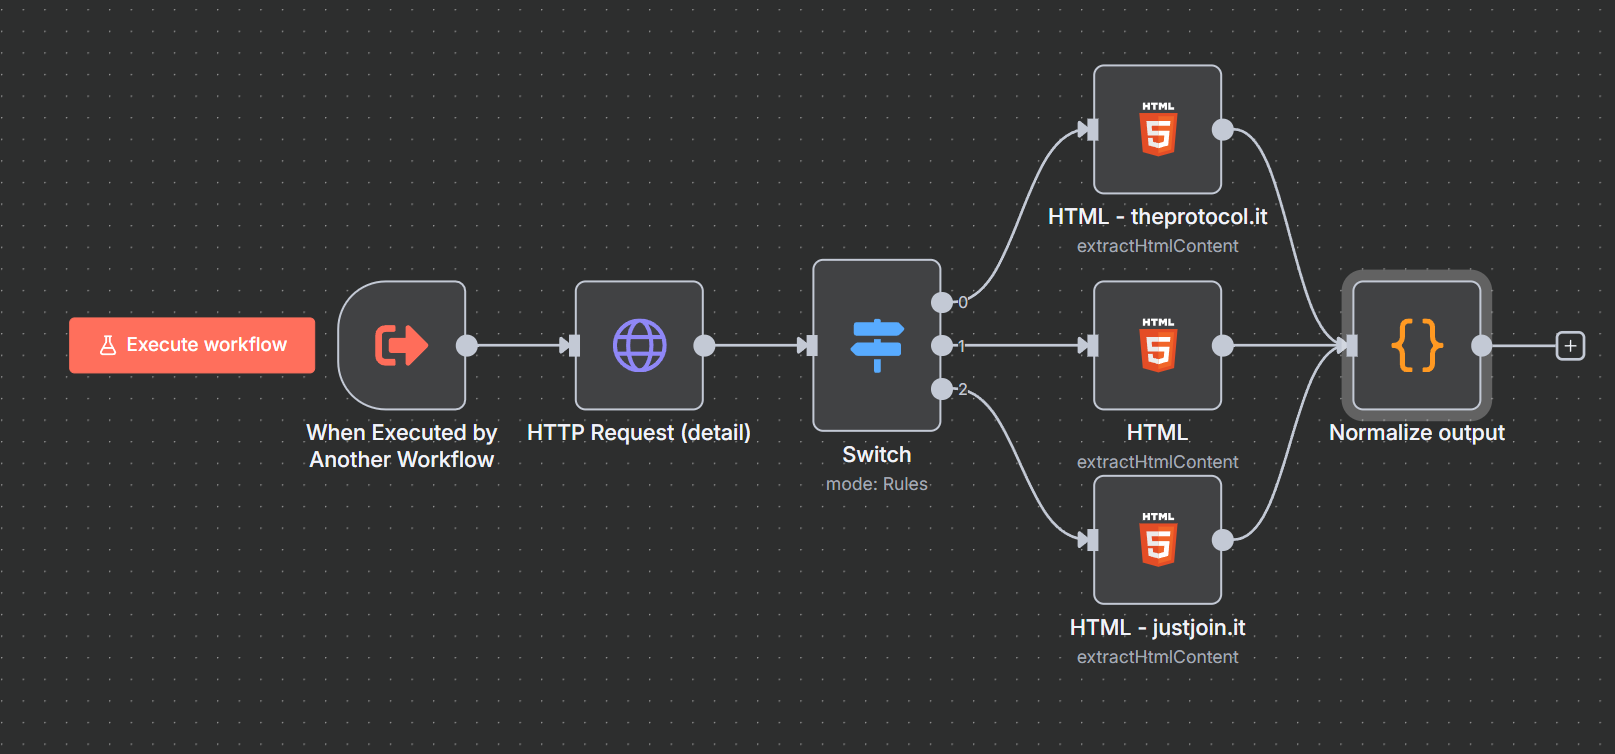 HTML
5
HTML - theprotocol.it
extractHtmlContent
Execute workflow
When Executed by
Another Workflow
HTTP Request (detail)
0
1
2
Switch
mode: Rules
HTML
5
HTML
extractHtmlContent
HTML
5
HTML - justjoin.it
extractHtmlContent
{}
Normalize output
+